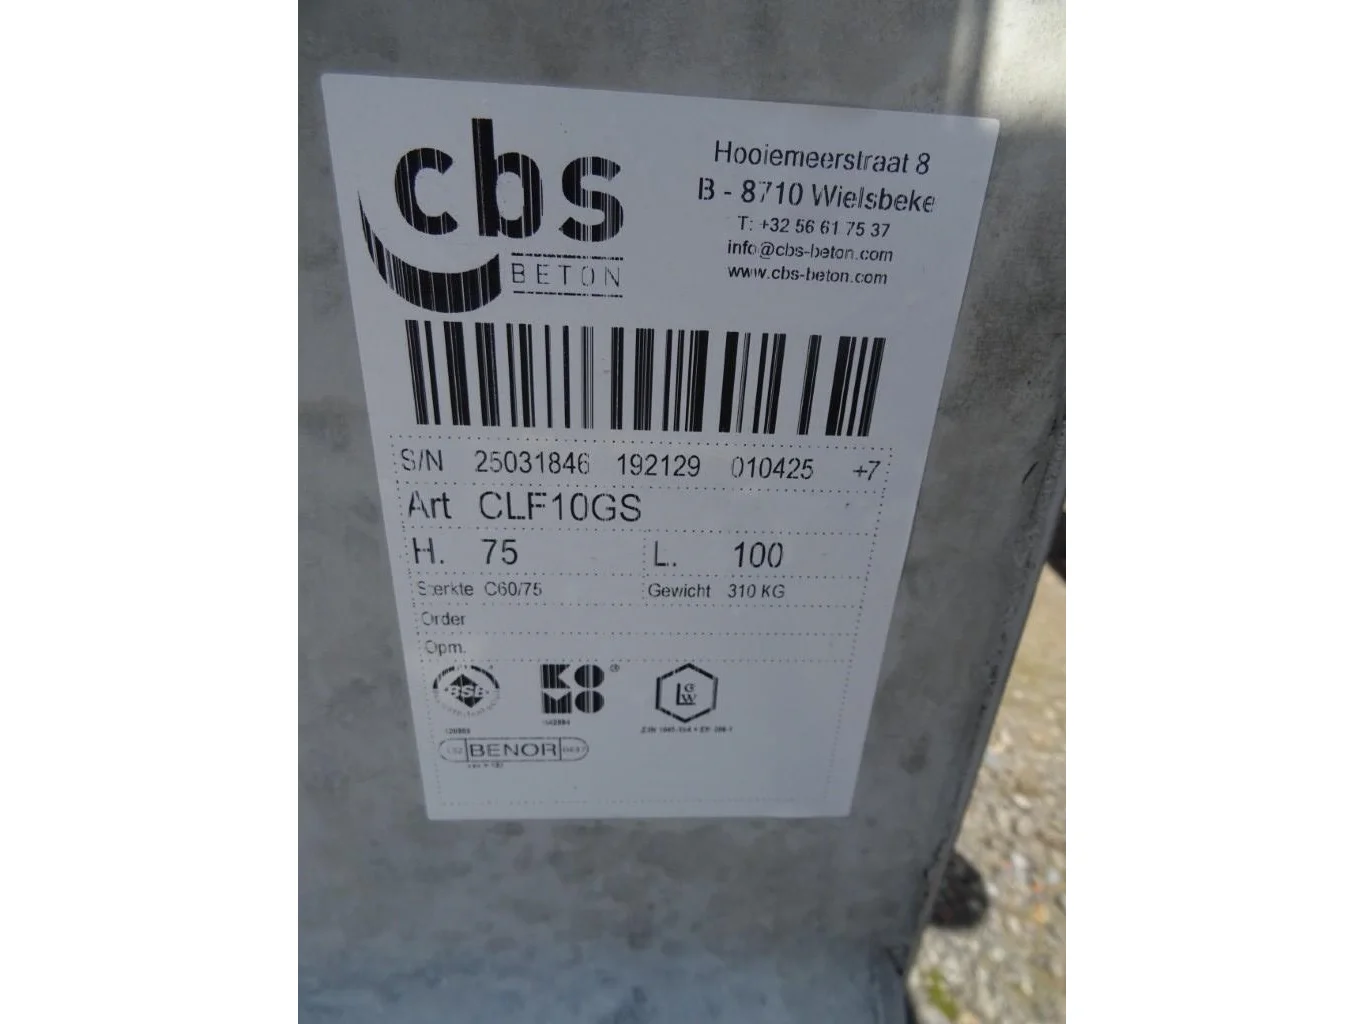 cbs
BETON
Hooiemeerstraat 8
B - 8710 Wielsbeke
T: +32 56 61 75 37
info@cbs-beton.com
www.cbs-beton.com
S/N 25031846 192129 010425 +7
Art CLF10GS
H. 75 L. 100
Sterkte C60/75 Gewicht 310 KG
Order
Opm.
BSB KOMO® LGW
BENOR